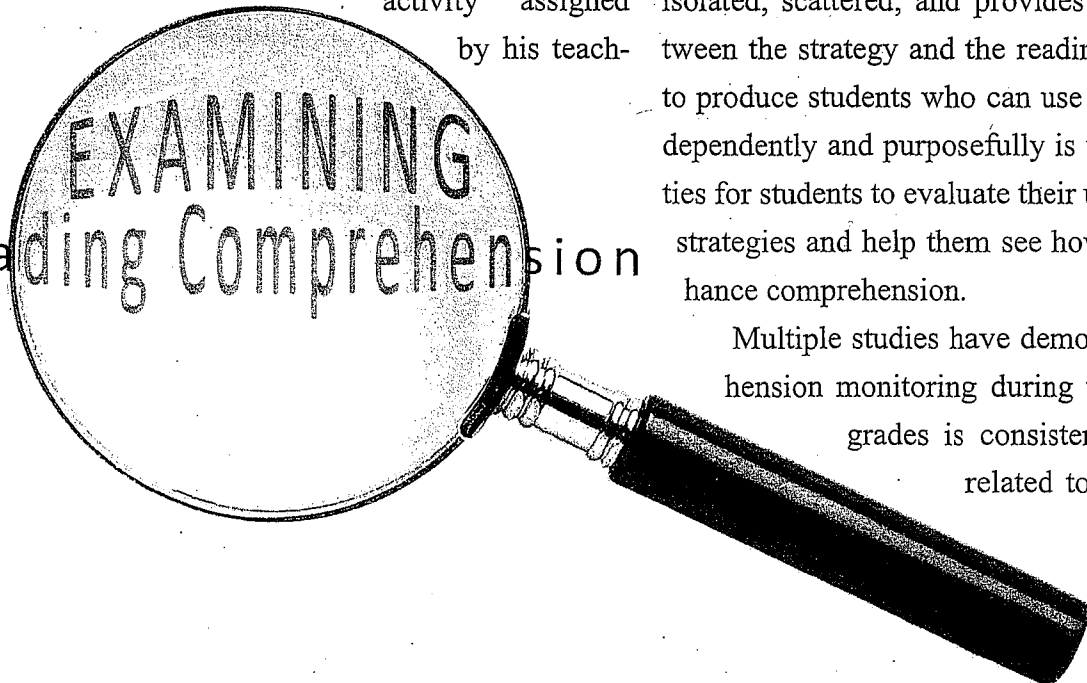 activity assigned
by his teach-
EXAMINING
ading Comprehension
isolated, scattered, and provides
tween the strategy and the readin
to produce students who can use
dependently and purposefully is
ties for students to evaluate their
strategies and help them see how
hance comprehension.
Multiple studies have demo
hension monitoring during
grades is consisten
related to